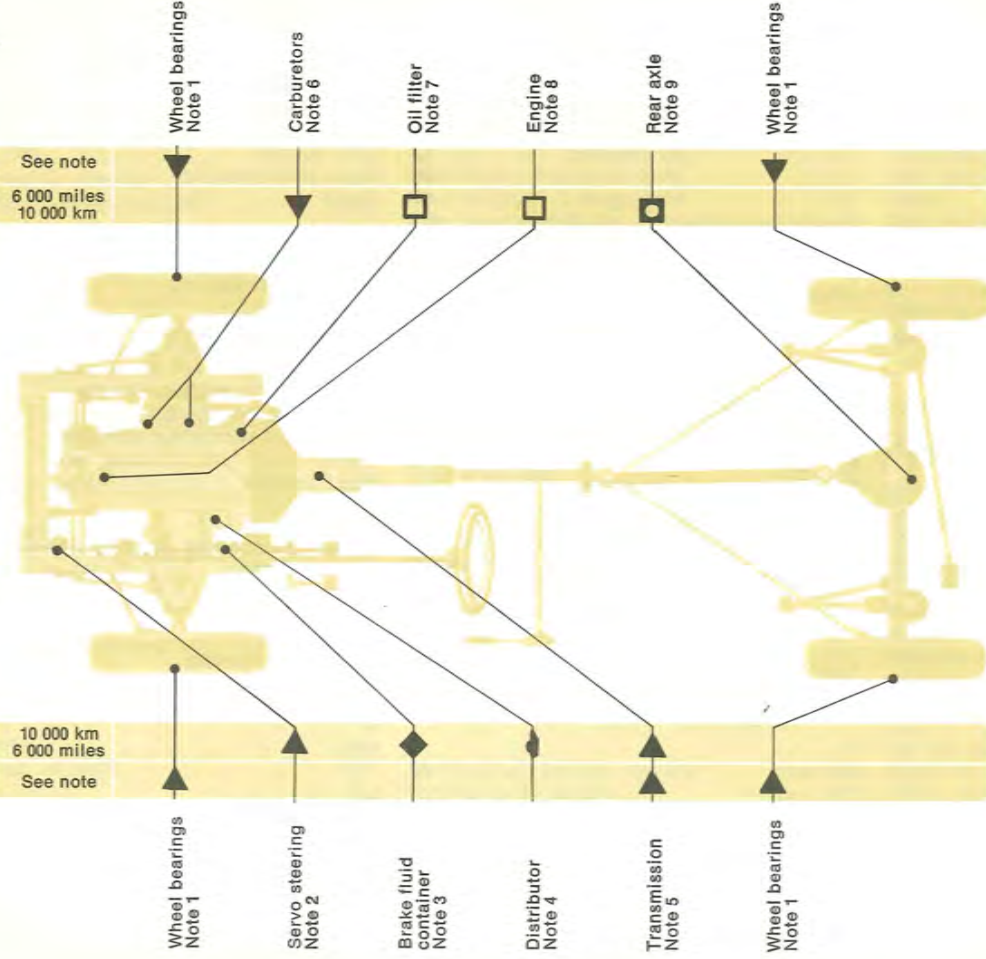 Wheel bearings
Note 1
Carburetors
Note 6
Oil filter
Note 7
Engine
Note 8
Rear axle
Note 9
Wheel bearings
Note 1
See note
6 000 miles
10 000 km
10 000 km
6 000 miles
See note
Wheel bearings
Note 1
Servo steering
Note 2
Brake fluid
container
Note 3
Distributor
Note 4
Transmission
Note 5
Wheel bearings
Note 1